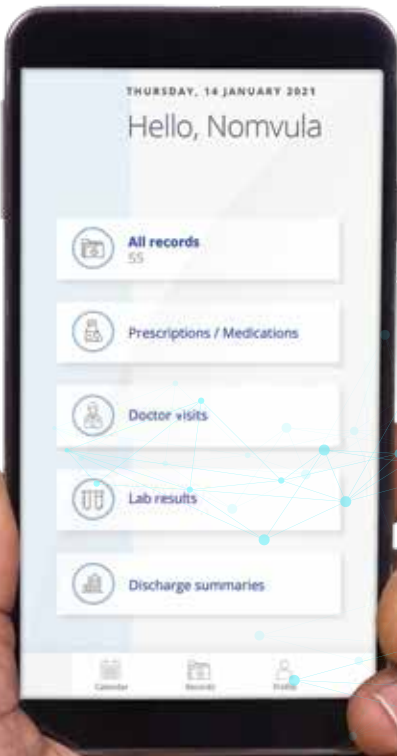 THURSDAY, 14 JANUARY 2021
Hello, Nomvula
All records
55
Prescriptions / Medications
Doctor visits
Lab results
Discharge summaries
Calendar
Records
Profile